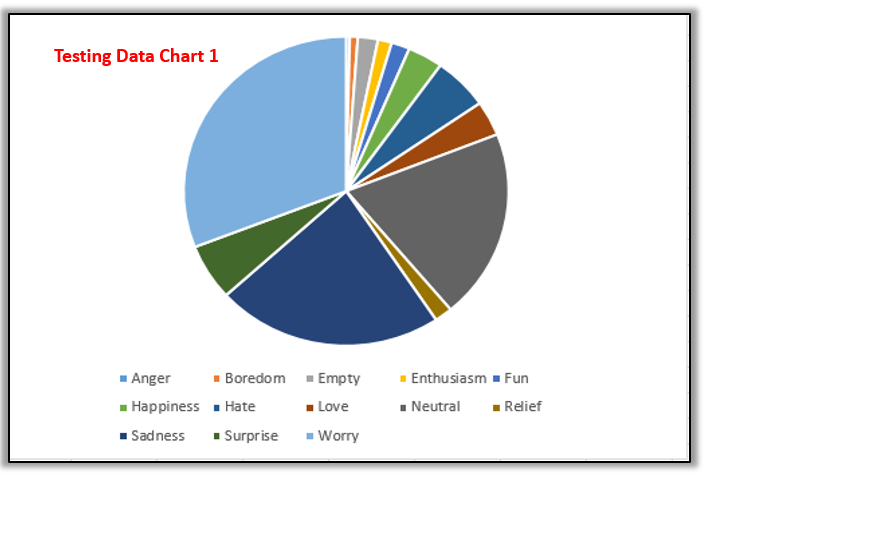 Testing Data Chart 1
Anger Boredom Empty Enthusiasm Fun
Happiness Hate Love Neutral Relief
Sadness Surprise Worry